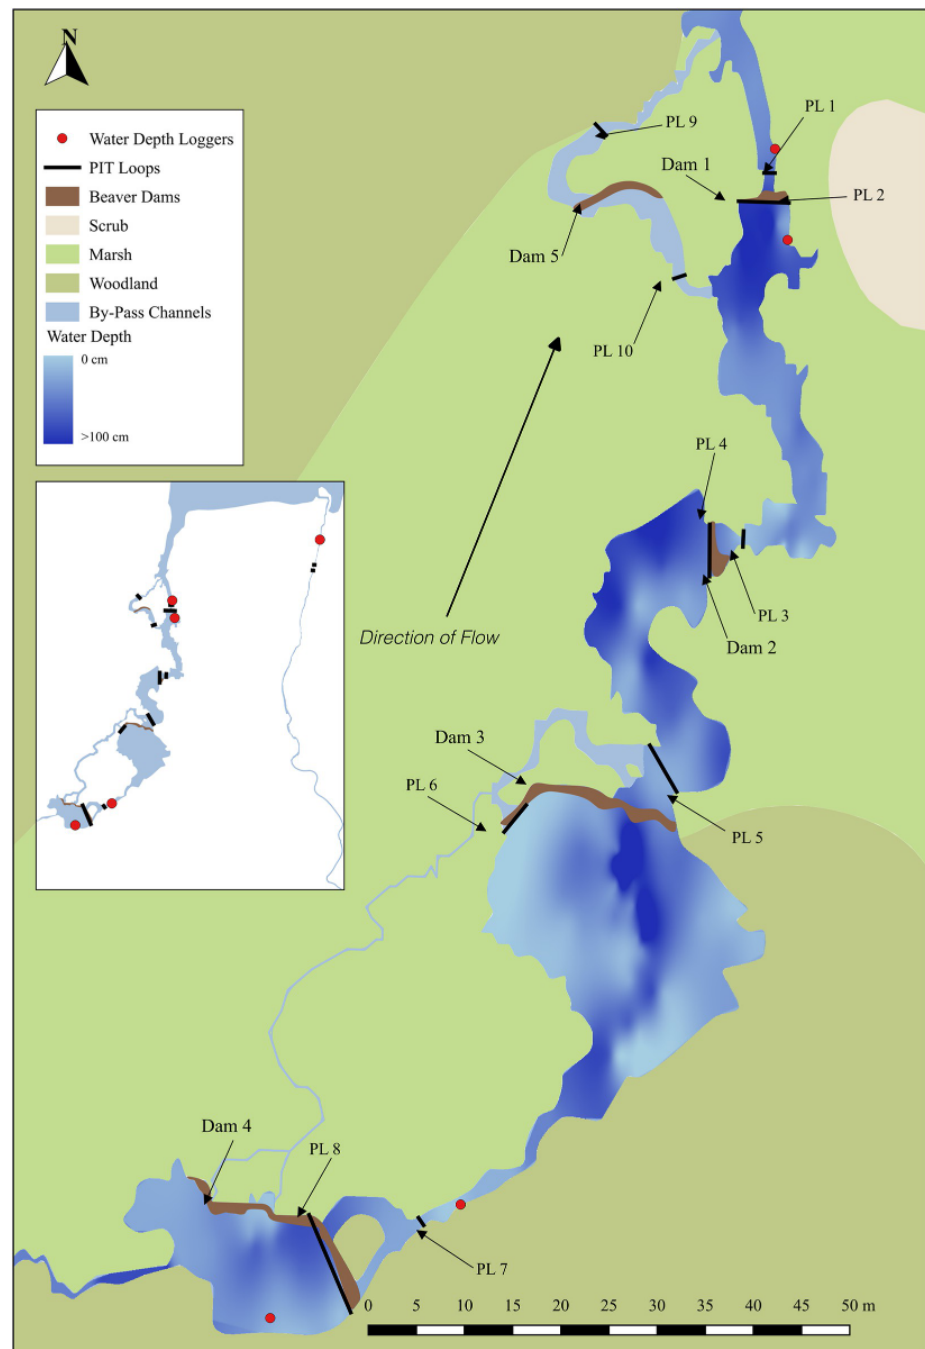 N
Water Depth Loggers
PIT Loops
Beaver Dams
Scrub
Marsh
Woodland
By-Pass Channels
Water Depth
0 cm
>100 cm
PL 9
PL 1
Dam 1
PL 2
Dam 5
PL 10
PL 4
Direction of Flow
PL 3
Dam 2
Dam 3
PL 6
PL 5
Dam 4
PL 8
PL 7
0 5 10 15 20 25 30 35 40 45 50 m